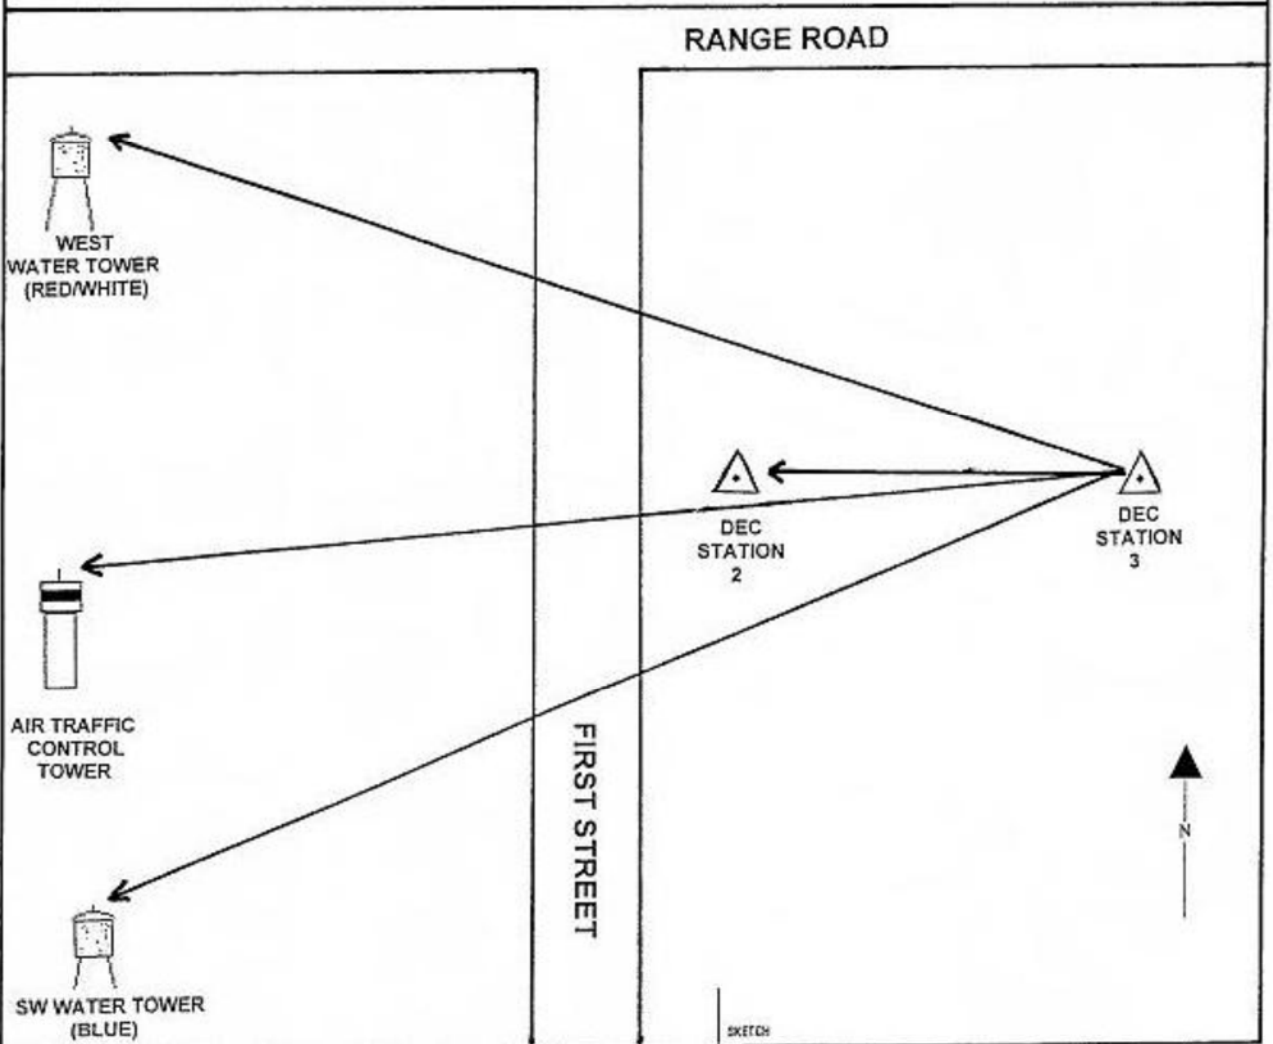 RANGE ROAD
WEST
WATER TOWER
(RED/WHITE)
DEC
STATION
2
DEC
STATION
3
AIR TRAFFIC
CONTROL
TOWER
FIRST STREET
N
SW WATER TOWER
(BLUE)
SKETCH